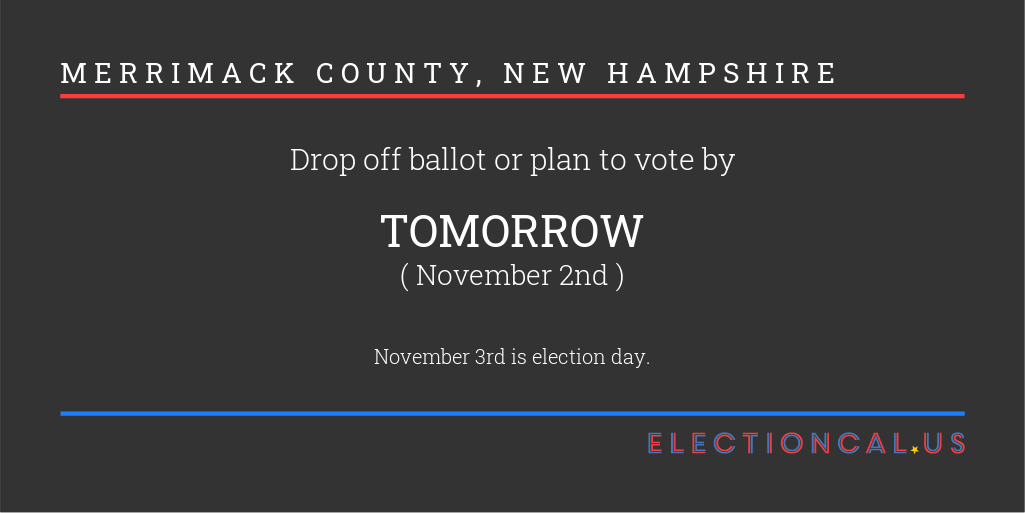 MERRIMACK COUNTY, NEW HAMPSHIRE
Drop off ballot or plan to vote by
TOMORROW
( November 2nd )
November 3rd is election day.
ELECTIONCAL.US